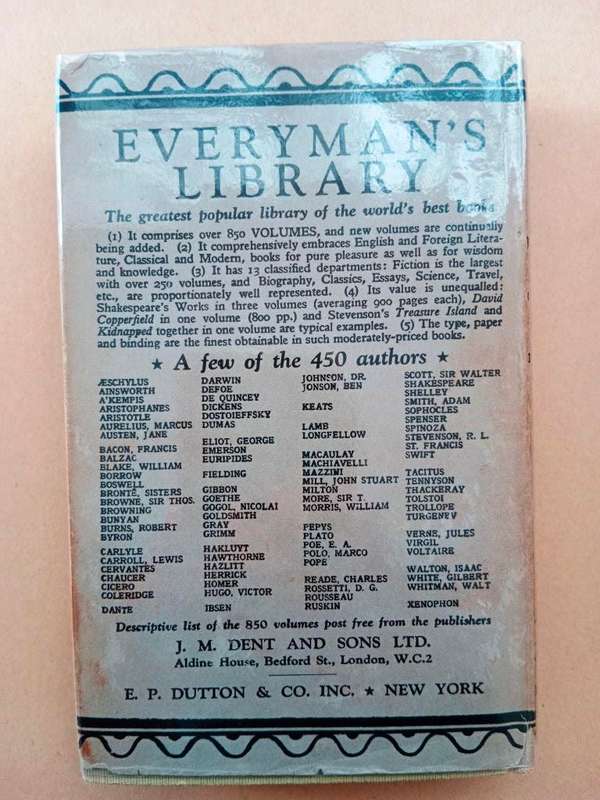 EVERYMAN'S
LIBRARY
The greatest popular library of the world's best books
(1) It comprises over 850 VOLUMES, and new volumes are continually
being added. (2) It comprehensively embraces English and Foreign Litera-
ture, Classical and Modern, books for pure pleasure as well as for wisdom
and knowledge. (3) It has 13 classified departments: Fiction is the largest
with over 250 volumes, and Biography, Classics, Essays, Science, Travel,
etc., are proportionately well represented. (4) Its value is unequalled:
Shakespeare's Works in three volumes (averaging 900 pages each), David
Copperfield in one volume (800 pp.) and Stevenson's Treasure Island and
Kidnapped together in one volume are typical examples. (5) The type, paper
and binding are the finest obtainable in such moderately-priced books.
★ A few of the 450 authors ★
ÆSCHYLUS
AINSWORTH
A'KEMPIS
ARISTOPHANES
ARISTOTLE
AURELIUS, MARCUS
AUSTEN, JANE
BACON, FRANCIS
BALZAC
BLAKE, WILLIAM
BORROW
BOSWELL
BRONTË, SISTERS
BROWNE, SIR THOS.
BROWNING
BUNYAN
BURNS, ROBERT
BYRON
CARLYLE
CARROLL, LEWIS
CERVANTES
CHAUCER
CICERO
COLERIDGE
DANTE
DARWIN
DEFOE
DE QUINCEY
DICKENS
DOSTOIEFFSKY
DUMAS
ELIOT, GEORGE
EMERSON
EURIPIDES
FIELDING
GIBBON
GOETHE
GOGOL, NICOLAI
GOLDSMITH
GRAY
GRIMM
HAKLUYT
HAWTHORNE
HAZLITT
HERRICK
HOMER
HUGO, VICTOR
IBSEN
JOHNSON, DR.
JONSON, BEN
KEATS
LAMB
LONGFELLOW
MACAULAY
MACHIAVELLI
MAZZINI
MILL, JOHN STUART
MILTON
MORE, SIR T.
MORRIS, WILLIAM
PEPYS
PLATO
POE, E. A.
POLO, MARCO
POPE
READE, CHARLES
ROSSETTI, D. G.
ROUSSEAU
RUSKIN
SCOTT, SIR WALTER
SHAKESPEARE
SHELLEY
SMITH, ADAM
SOPHOCLES
SPENSER
SPINOZA
STEVENSON, R. L.
ST. FRANCIS
SWIFT
TACITUS
TENNYSON
THACKERAY
TOLSTOI
TROLLOPE
TURGENEV
VERNE, JULES
VIRGIL
VOLTAIRE
WALTON, ISAAC
WHITE, GILBERT
WHITMAN, WALT
XENOPHON
Descriptive list of the 850 volumes post free from the publishers
J. M. DENT AND SONS LTD.
Aldine House, Bedford St., London, W.C.2
E. P. DUTTON & CO. INC. ★ NEW YORK